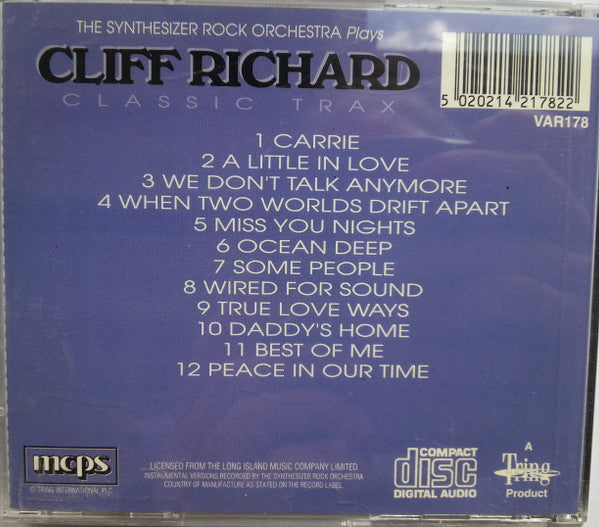 THE SYNTHESIZER ROCK ORCHESTRA Plays
CLIFF RICHARD
CLASSIC TRAX
5 020214 217822
VAR178
1 CARRIE
2 A LITTLE IN LOVE
3 WE DON'T TALK ANYMORE
4 WHEN TWO WORLDS DRIFT APART
5 MISS YOU NIGHTS
6 OCEAN DEEP
7 SOME PEOPLE
8 WIRED FOR SOUND
9 TRUE LOVE WAYS
10 DADDY'S HOME
11 BEST OF ME
12 PEACE IN OUR TIME
mcps
© TRING INTERNATIONAL PLC
...LICENSED FROM THE LONG ISLAND MUSIC COMPANY LIMITED
INSTRUMENTAL VERSIONS RECORDED BY THE SYNTHESIZER ROCK ORCHESTRA
COUNTRY OF MANUFACTURE AS STATED ON THE RECORD LABEL
COMPACT
disc
DIGITAL AUDIO
A
Tring
Tring
Product